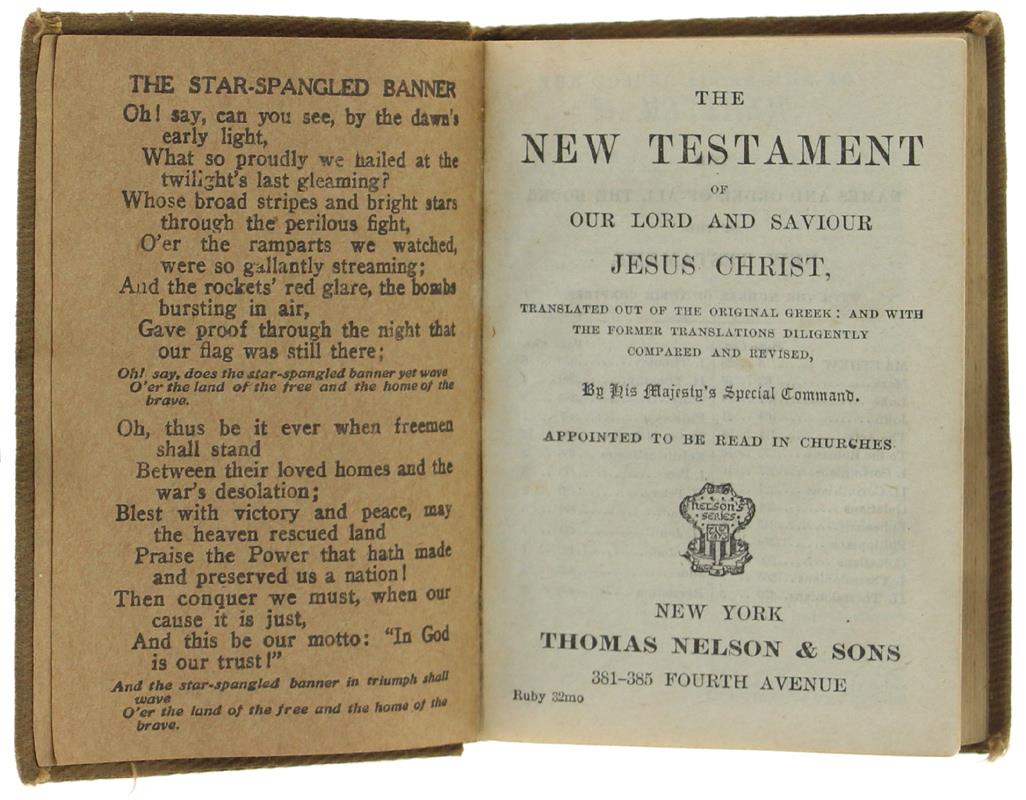 THE STAR-SPANGLED BANNER
Oh! say, can you see, by the dawn's
early light,
What so proudly we hailed at the
twilight's last gleaming?
Whose broad stripes and bright stars
through the perilous fight,
O'er the ramparts we watched,
were so gallantly streaming;
And the rockets' red glare, the bombs
bursting in air,
Gave proof through the night that
our flag was still there;
Oh! say, does the star-spangled banner yet wave
O'er the land of the free and the home of the
brave.
Oh, thus be it ever when freemen
shall stand
Between their loved homes and the
war's desolation;
Blest with victory and peace, may
the heaven rescued land
Praise the Power that hath made
and preserved us a nation!
Then conquer we must, when our
cause it is just,
And this be our motto: "In God
is our trust!"
And the star-spangled banner in triumph shall
wave
O'er the land of the free and the home of the
brave.
THE
NEW TESTAMENT
OF
OUR LORD AND SAVIOUR
JESUS CHRIST,
TRANSLATED OUT OF THE ORIGINAL GREEK: AND WITH
THE FORMER TRANSLATIONS DILIGENTLY
COMPARED AND REVISED,
By His Majesty's Special Command.
APPOINTED TO BE READ IN CHURCHES
NELSON'S
SERIES
NEW YORK
THOMAS NELSON & SONS
381-385 FOURTH AVENUE
Ruby 32mo